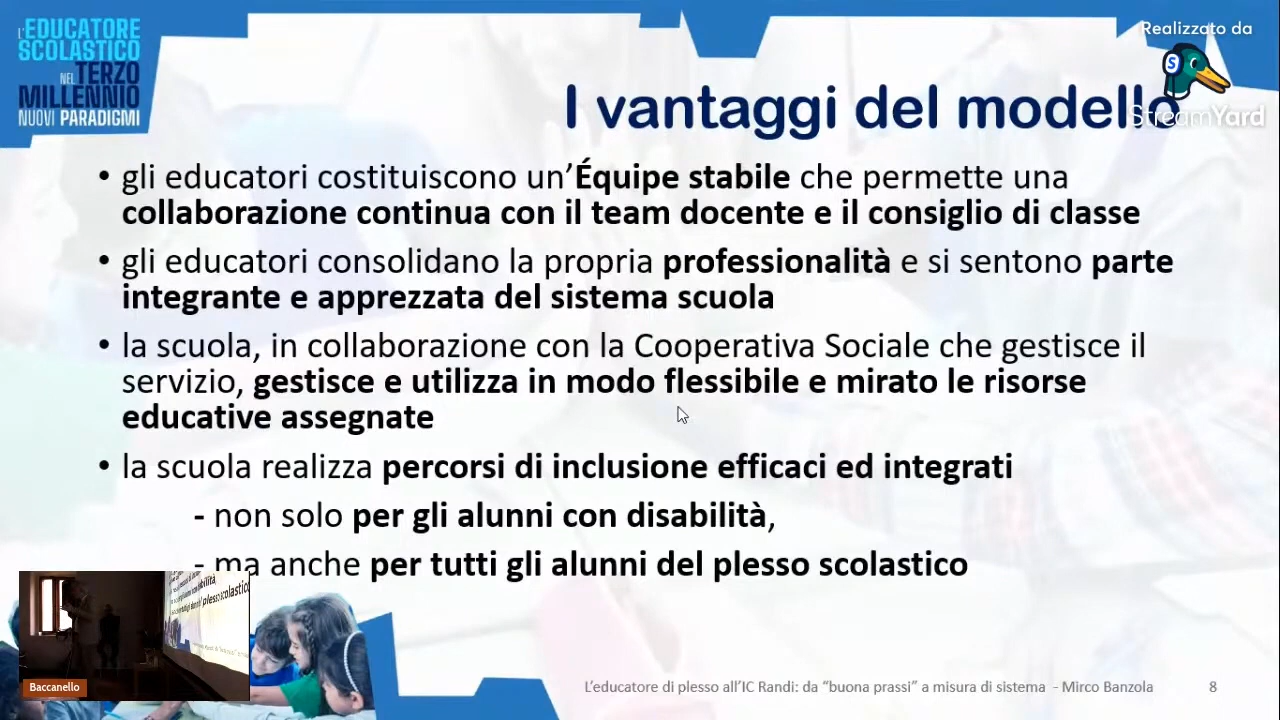 L'EDUCATORE
SCOLASTICO
NEL TERZO
MILLENNIO
NUOVI PARADIGMI
Realizzato da
StreamYard
I vantaggi del modello
• gli educatori costituiscono un'Équipe stabile che permette una
collaborazione continua con il team docente e il consiglio di classe
• gli educatori consolidano la propria professionalità e si sentono parte
integrante e apprezzata del sistema scuola
• la scuola, in collaborazione con la Cooperativa Sociale che gestisce il
servizio, gestisce e utilizza in modo flessibile e mirato le risorse
educative assegnate
• la scuola realizza percorsi di inclusione efficaci ed integrati
- non solo per gli alunni con disabilità,
- ma anche per tutti gli alunni del plesso scolastico
Baccanello
L'educatore di plesso all'IC Randi: da “buona prassi” a misura di sistema - Mirco Banzola
8